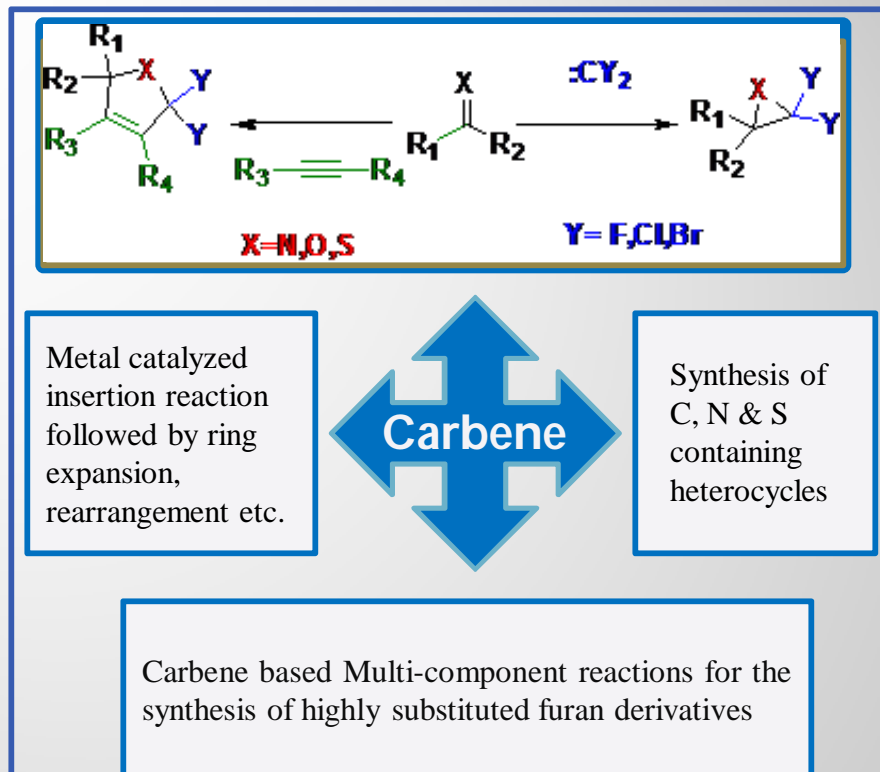 R1
R2
X
Y
Y
R3
R4
R3
R4
X
R1
R2
:CY2
X
Y
Y
R1
R2
X=N,O,S
Y= F,Cl,Br
Metal catalyzed
insertion reaction
followed by ring
expansion,
rearrangement etc.
Carbene
Synthesis of
C, N & S
containing
heterocycles
Carbene based Multi-component reactions for the
synthesis of highly substituted furan derivatives